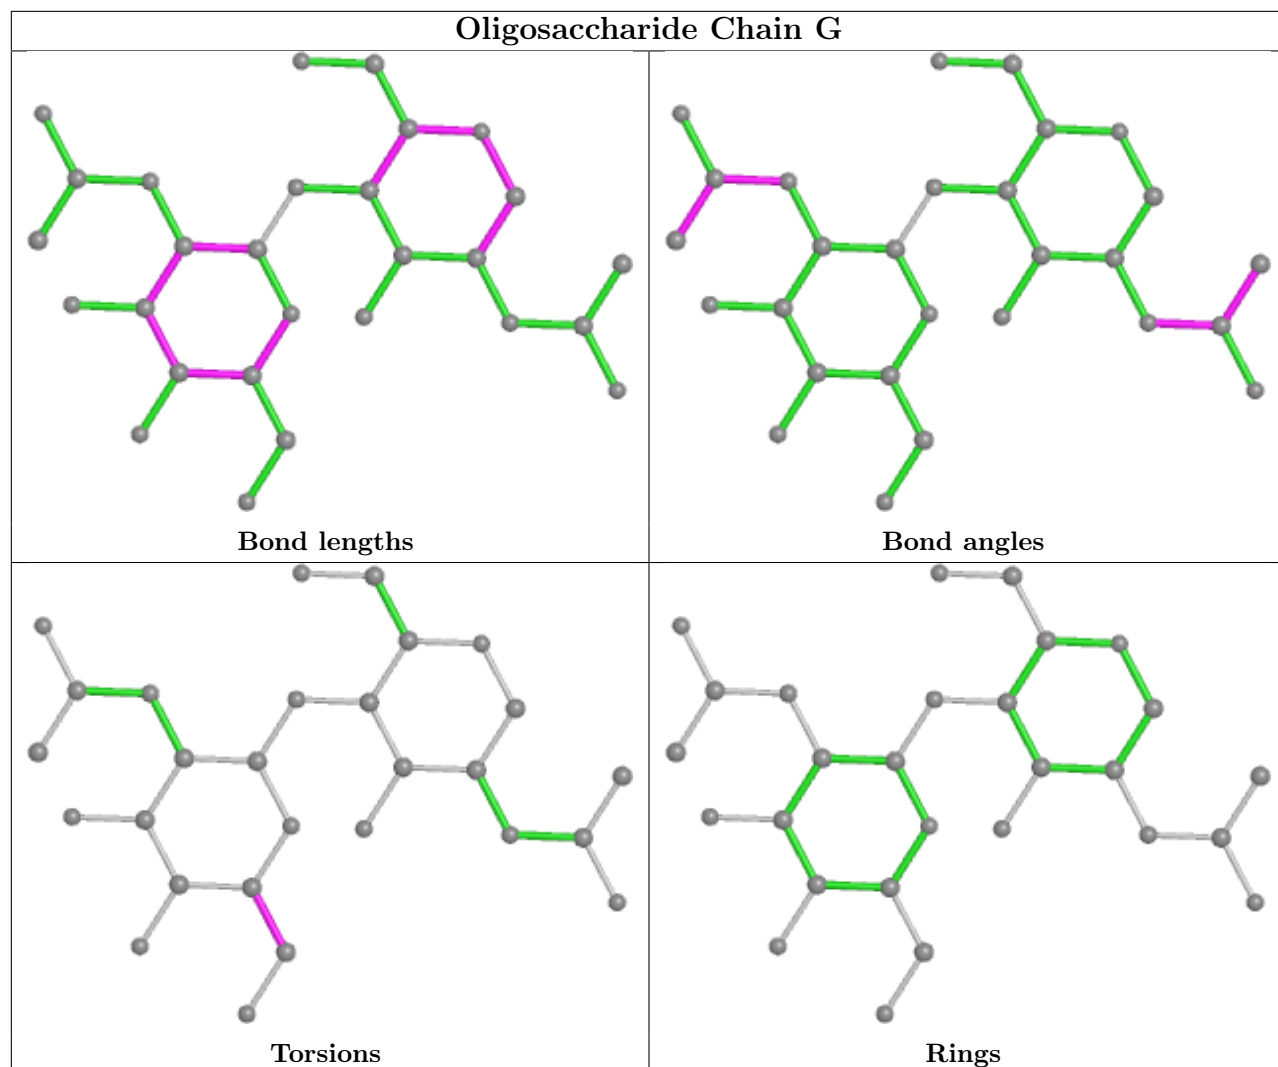 Oligosaccharide Chain G
Bond lengths
Bond angles
Torsions
Rings